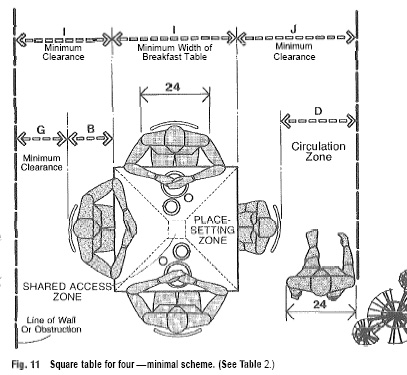 I
I
J
Minimum
Clearance
Minimum Width of
Breakfast Table
Minimum
Clearance
24
G
B
D
Minimum
Clearance
Circulation
Zone
PLACE-
SETTING
ZONE
SHARED ACCESS
ZONE
24
Line of Wall
Or Obstruction
Fig. 11 Square table for four—minimal scheme. (See Table 2.)